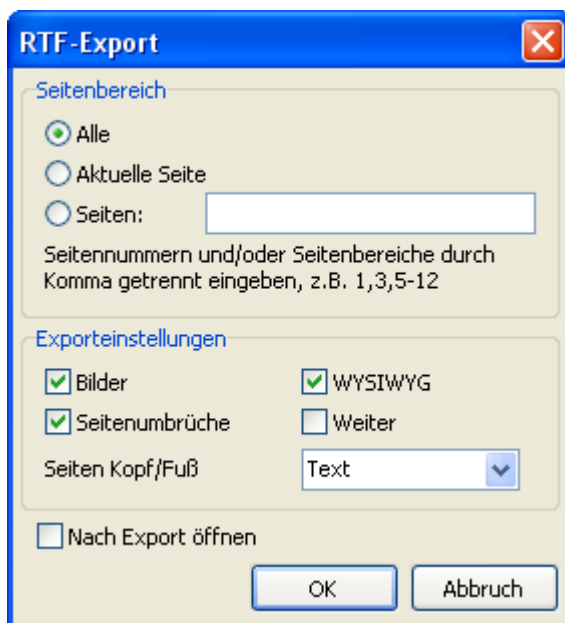 RTF-Export
Seitenbereich
Alle
Aktuelle Seite
Seiten:
Seitennummern und/oder Seitenbereiche durch
Komma getrennt eingeben, z.B. 1,3,5-12
Exporteinstellungen
Bilder WYSIWYG
Seitenumbrüche Weiter
Seiten Kopf/Fuß Text
Nach Export öffnen
OK Abbruch